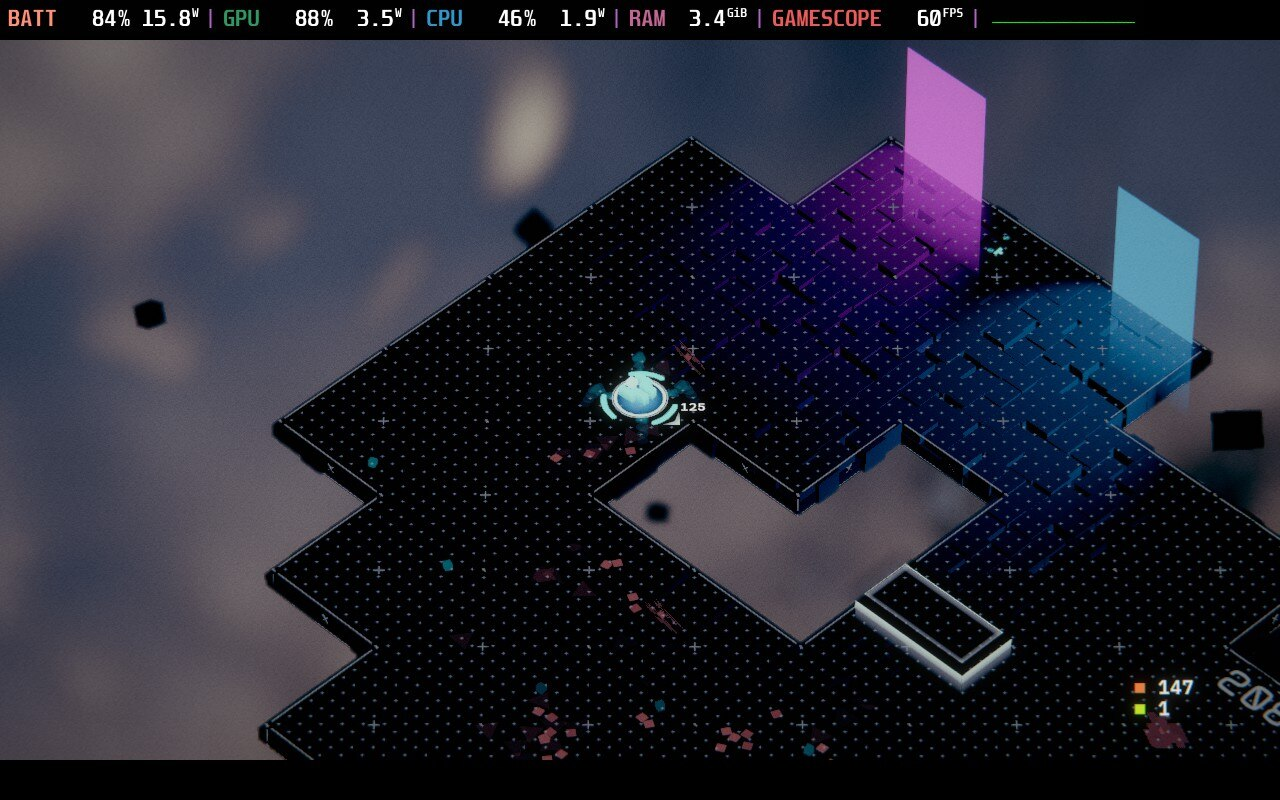 BATT 84% 15.8W | GPU 88% 3.5W | CPU 46% 1.9W | RAM 3.4GiB | GAMESCOPE 60FPS |
125
147
1
208